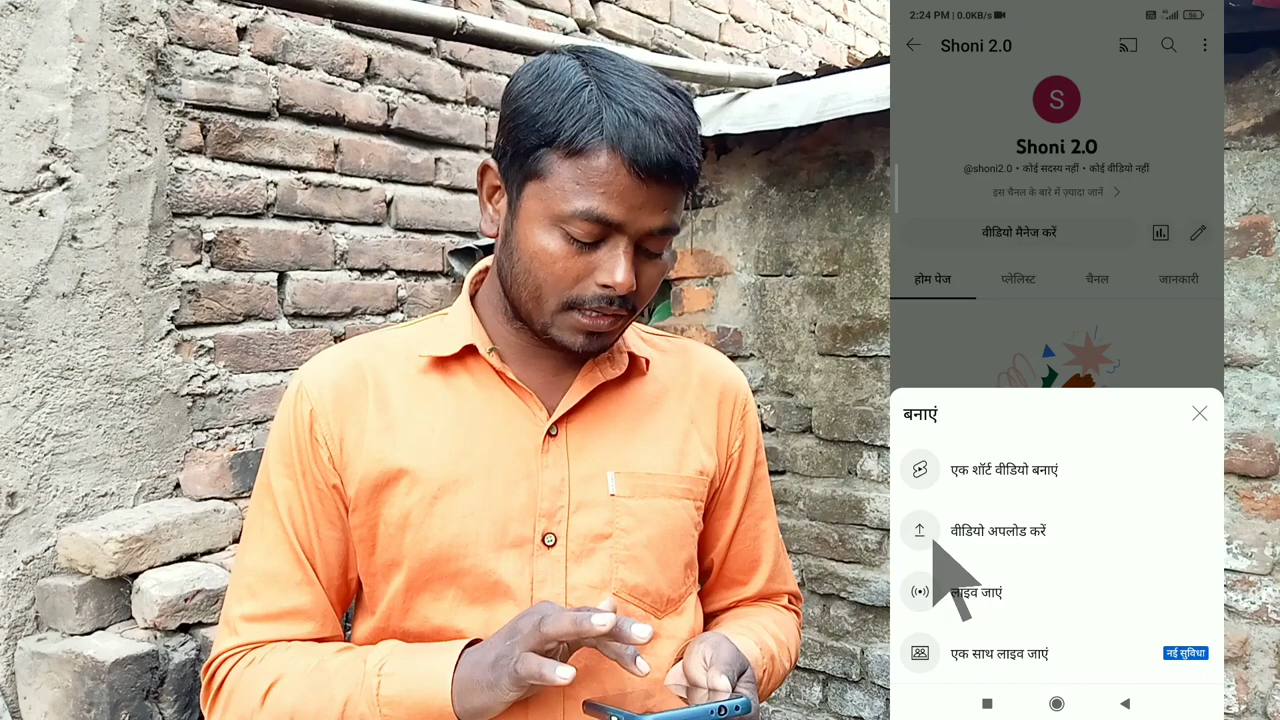 2:24 PM | 0.0KB/s
Shoni 2.0
S
Shoni 2.0
@shoni2.0 • कोई सदस्य नहीं • कोई वीडियो नहीं
इस चैनल के बारे में ज़्यादा जानें
वीडियो मैनेज करें
होम पेज प्लेलिस्ट चैनल जानकारी
बनाएं
एक शॉर्ट वीडियो बनाएं
वीडियो अपलोड करें
लाइव जाएं
एक साथ लाइव जाएं
नई सुविधा